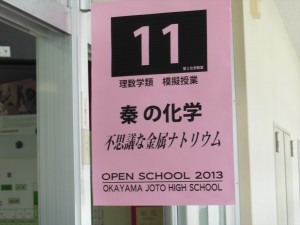 11
理数学類 模擬授業
秦 の化学
不思議な金属ナトリウム
OPEN SCHOOL 2013
OKAYAMA JOTO HIGH SCHOOL